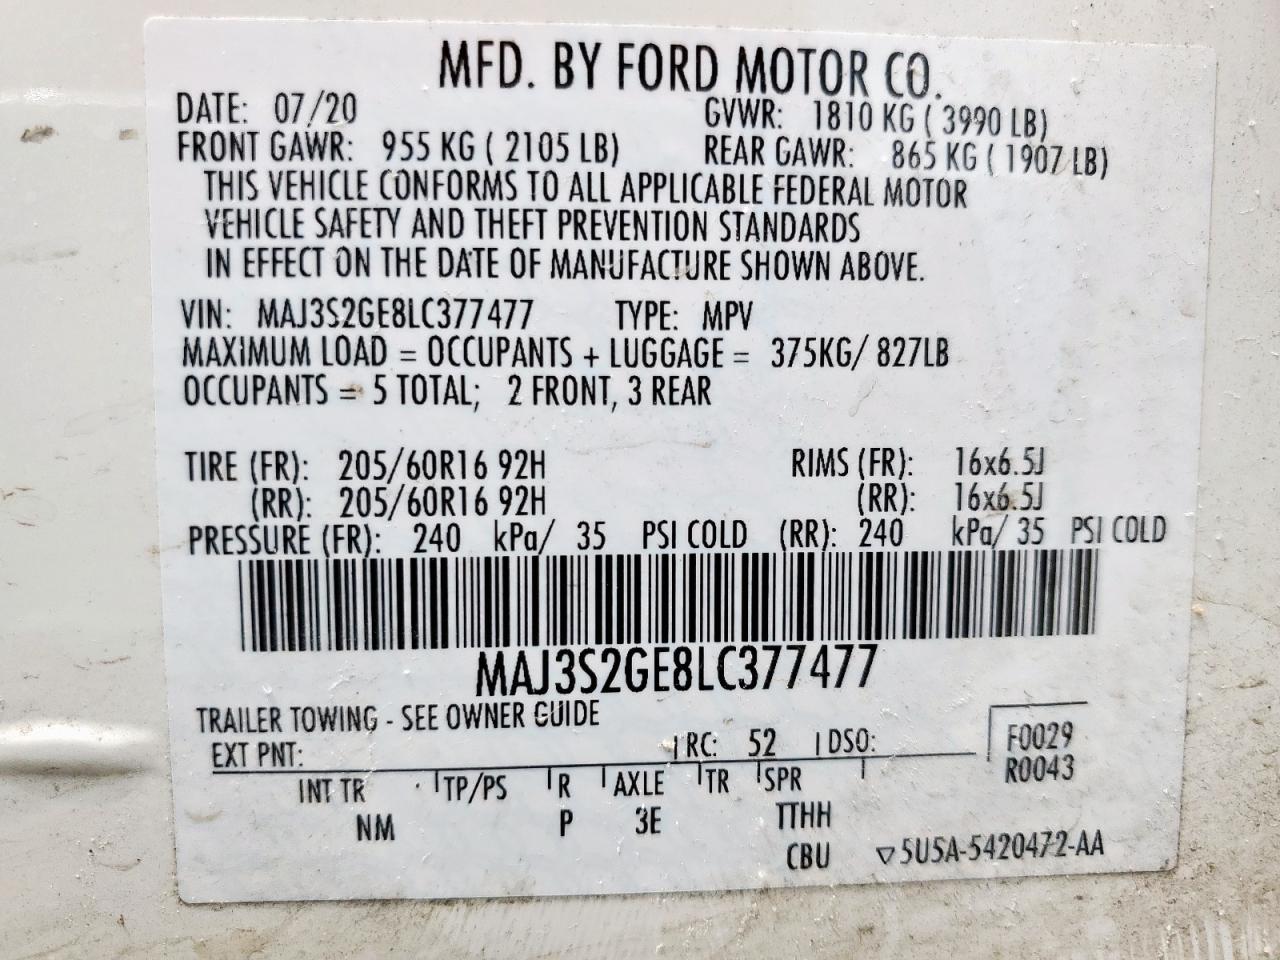 MFD. BY FORD MOTOR CO.
DATE: 07/20 GVWR: 1810 KG ( 3990 LB)
FRONT GAWR: 955 KG ( 2105 LB) REAR GAWR: 865 KG ( 1907 LB)
THIS VEHICLE CONFORMS TO ALL APPLICABLE FEDERAL MOTOR
VEHICLE SAFETY AND THEFT PREVENTION STANDARDS
IN EFFECT ON THE DATE OF MANUFACTURE SHOWN ABOVE.
VIN: MAJ3S2GE8LC377477 TYPE: MPV
MAXIMUM LOAD = OCCUPANTS + LUGGAGE = 375KG/ 827LB
OCCUPANTS = 5 TOTAL; 2 FRONT, 3 REAR
TIRE (FR): 205/60R16 92H RIMS (FR): 16x6.5J
(RR): 205/60R16 92H (RR): 16x6.5J
PRESSURE (FR): 240 kPa/ 35 PSI COLD (RR): 240 kPa/ 35 PSI COLD
MAJ3S2GE8LC377477
TRAILER TOWING - SEE OWNER GUIDE
EXT PNT: RC: 52 DSO: F0029
R0043
INT TR TP/PS R AXLE TR SPR
NM P 3E TTHH
CBU ▽5U5A-5420472-AA